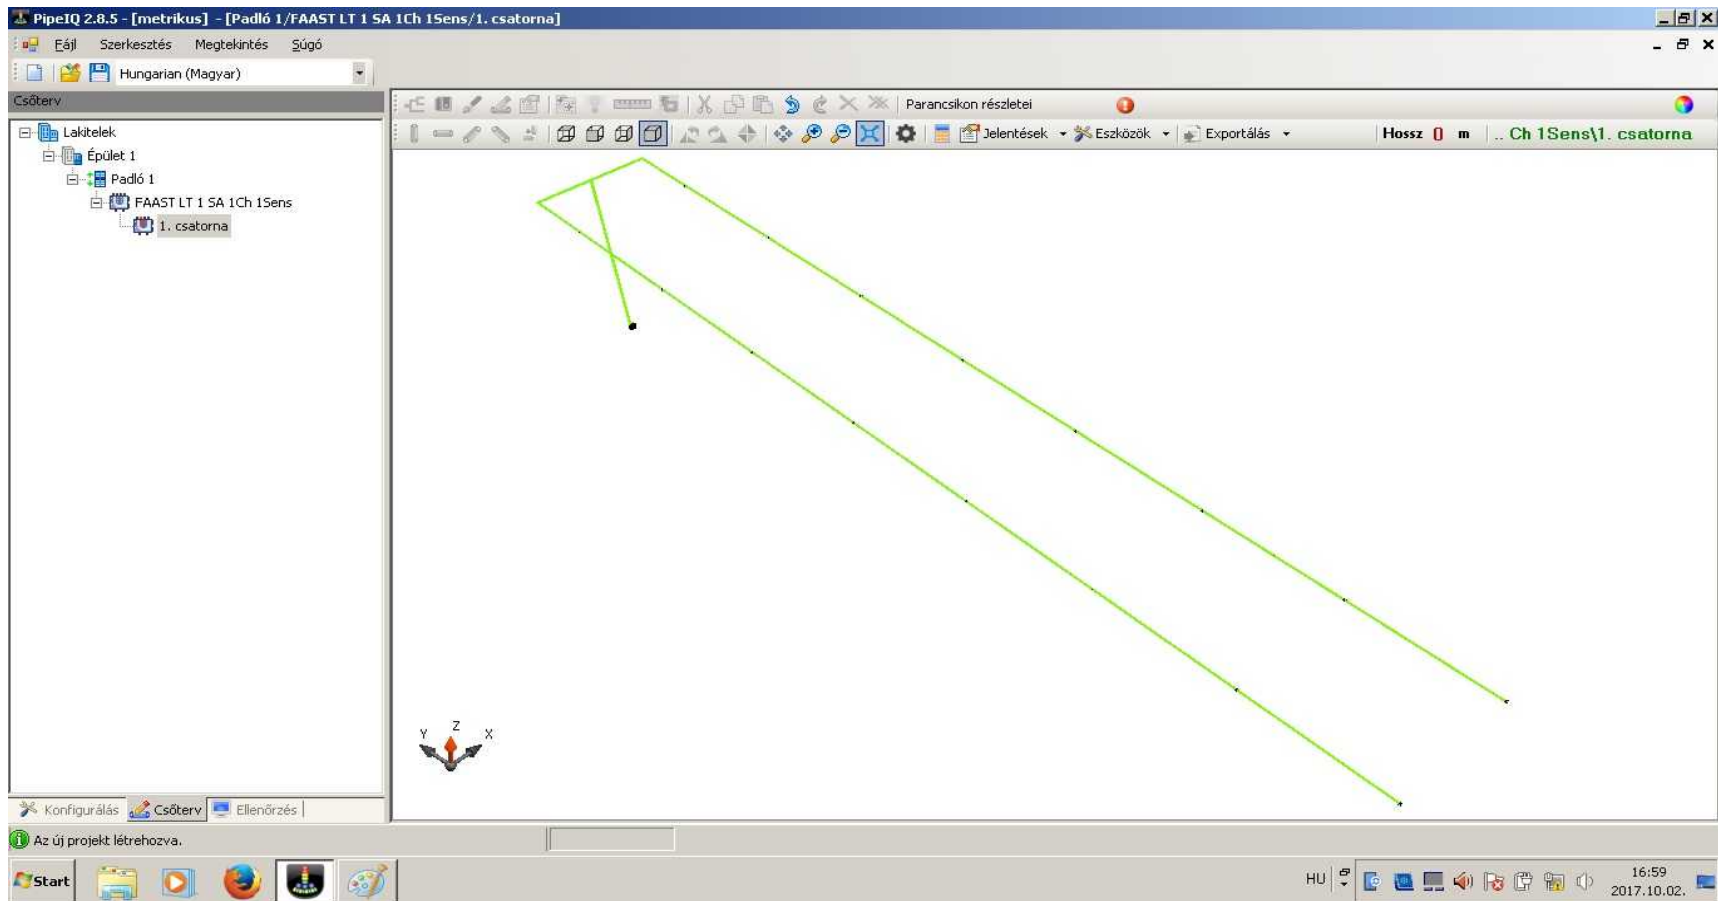 PipeIQ 2.8.5 - [metrikus] - [Padló 1/FAAST LT 1 SA 1Ch 1Sens/1. csatorna]
Fájl Szerkesztés Megtekintés Súgó
Hungarian (Magyar)
Csőterv
Parancsikon részletei
Jelentések Eszközök Exportálás Hossz 0 m .. Ch 1Sens\1. csatorna
Lakitelek
Épület 1
Padló 1
FAAST LT 1 SA 1Ch 1Sens
1. csatorna
Y Z X
Konfigurálás Csőterv Ellenőrzés
Az új projekt létrehozva.
Start
HU
16:59
2017.10.02.